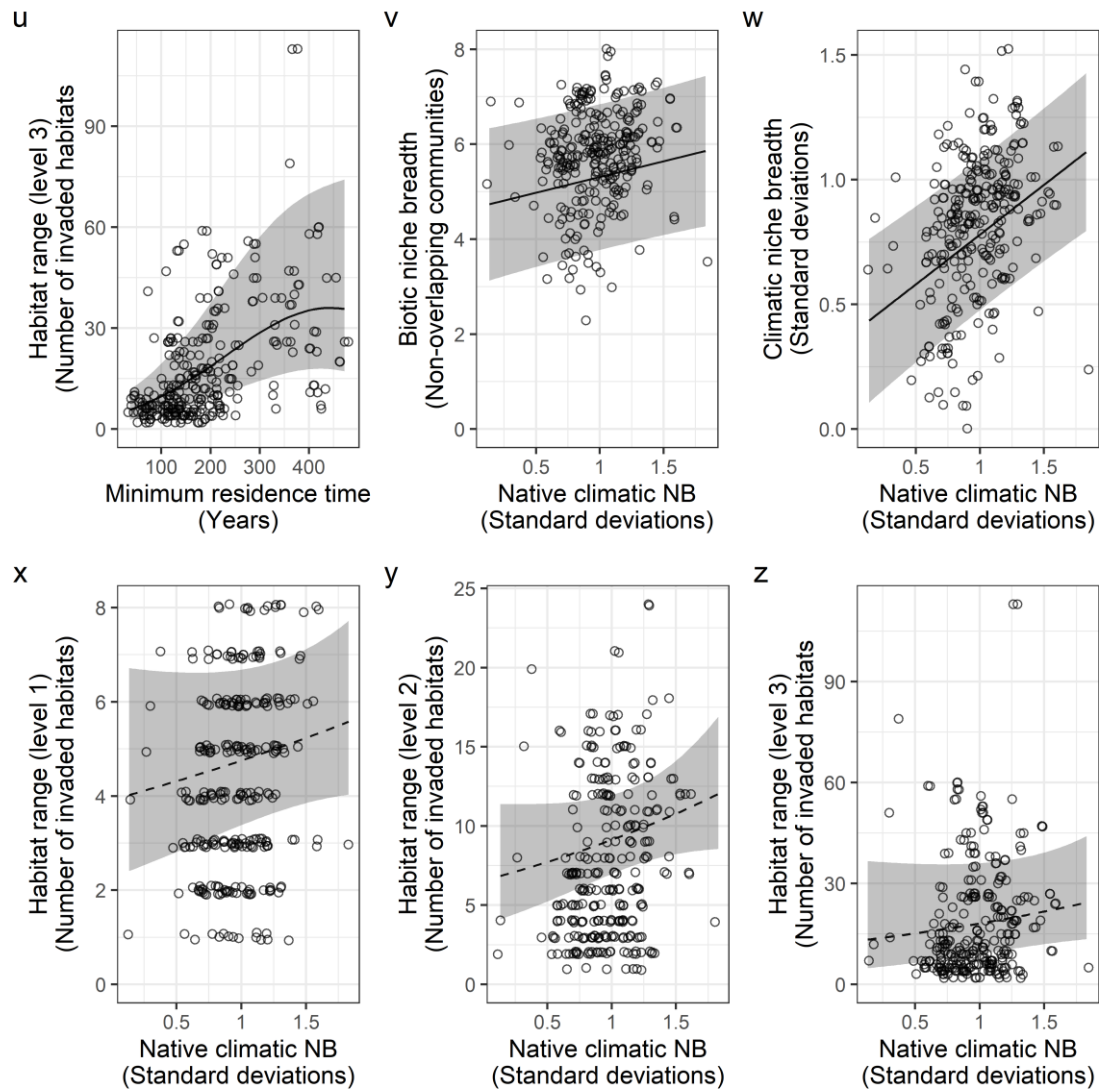 u
Habitat range (level 3)
(Number of invaded habitats
90
60
30
0
100 200 300 400
Minimum residence time
(Years)
v
Biotic niche breadth
(Non-overlapping communities)
8
6
4
2
0
0.5 1 1.5
Native climatic NB
(Standard deviations)
w
Climatic niche breadth
(Standard deviations)
1.5
1.0
0.5
0.0
0.5 1 1.5
Native climatic NB
(Standard deviations)
x
Habitat range (level 1)
(Number of invaded habitats)
8
6
4
2
0
0.5 1 1.5
Native climatic NB
(Standard deviations)
y
Habitat range (level 2)
(Number of invaded habitats)
25
20
15
10
5
0
0.5 1 1.5
Native climatic NB
(Standard deviations)
z
Habitat range (level 3)
(Number of invaded habitats)
90
60
30
0
0.5 1 1.5
Native climatic NB
(Standard deviations)